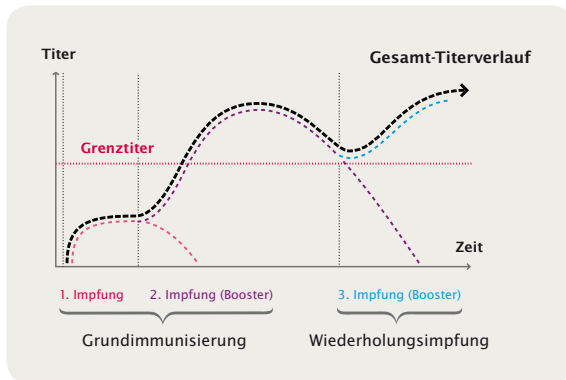 Titer
Gesamt-Titerverlauf
Grenztiter
Zeit
1. Impfung
2. Impfung (Booster)
3. Impfung (Booster)
Grundimmunisierung
Wiederholungsimpfung